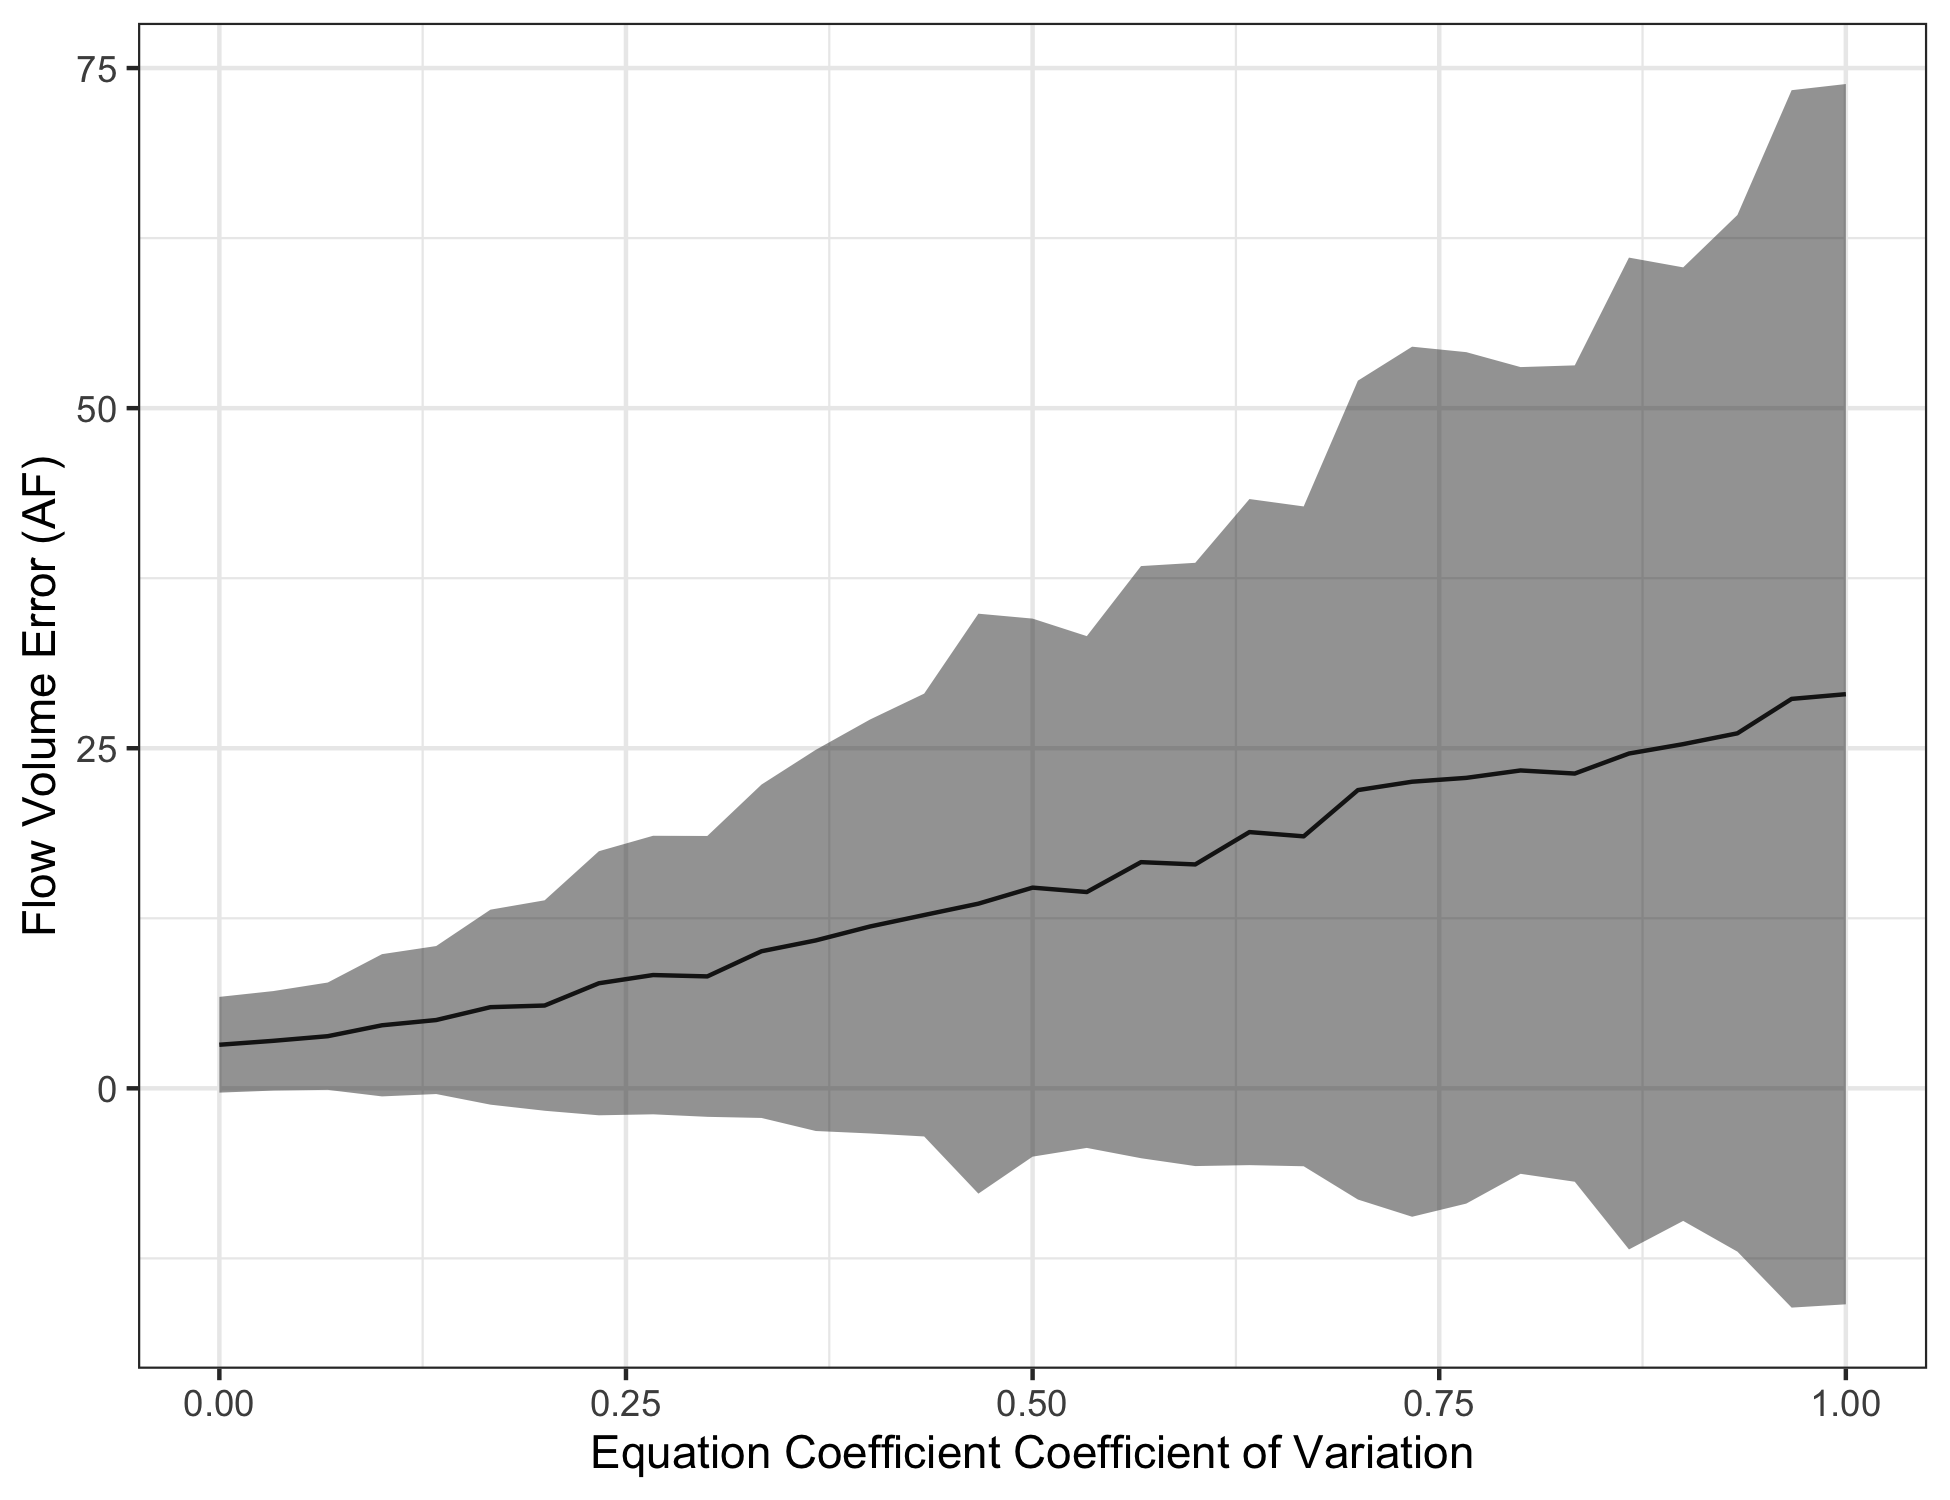 75
50
25
0
Flow Volume Error (AF)
0.00 0.25 0.50 0.75 1.00
Equation Coefficient Coefficient of Variation